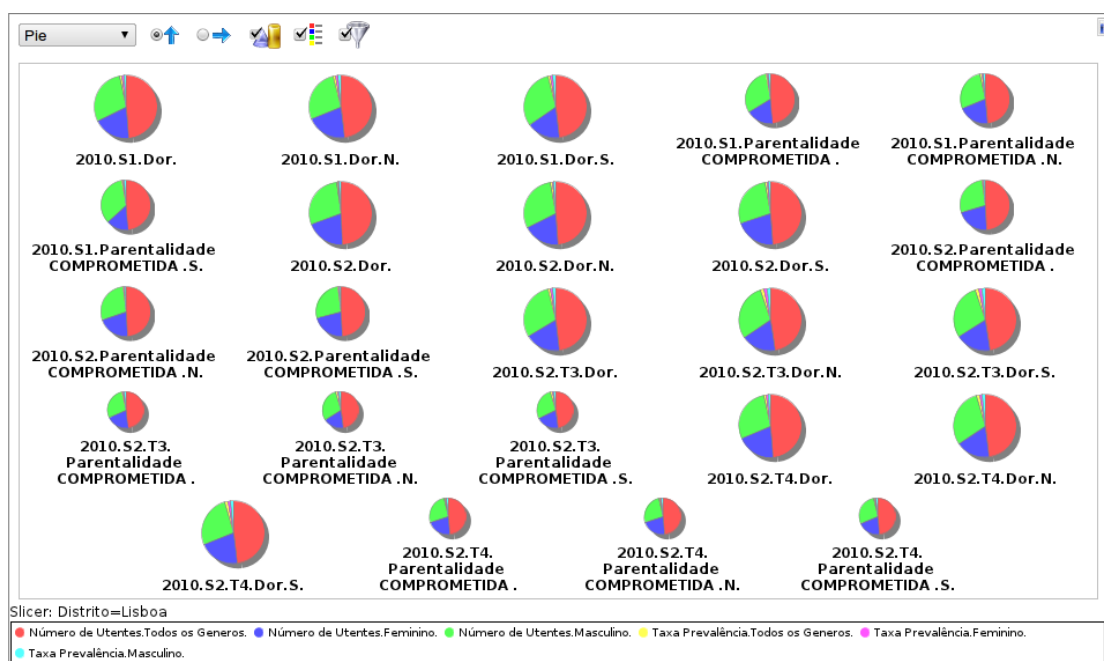 Pie
2010.S1.Dor.
2010.S1.Dor.N.
2010.S1.Dor.S.
2010.S1.Parentalidade
COMPROMETIDA .
2010.S1.Parentalidade
COMPROMETIDA .N.
2010.S1.Parentalidade
COMPROMETIDA .S.
2010.S2.Dor.
2010.S2.Dor.N.
2010.S2.Dor.S.
2010.S2.Parentalidade
COMPROMETIDA .
2010.S2.Parentalidade
COMPROMETIDA .N.
2010.S2.Parentalidade
COMPROMETIDA .S.
2010.S2.T3.Dor.
2010.S2.T3.Dor.N.
2010.S2.T3.Dor.S.
2010.S2.T3.
Parentalidade
COMPROMETIDA .
2010.S2.T3.
Parentalidade
COMPROMETIDA .N.
2010.S2.T3.
Parentalidade
COMPROMETIDA .S.
2010.S2.T4.Dor.
2010.S2.T4.Dor.N.
2010.S2.T4.Dor.S.
2010.S2.T4.
Parentalidade
COMPROMETIDA .
2010.S2.T4.
Parentalidade
COMPROMETIDA .N.
2010.S2.T4.
Parentalidade
COMPROMETIDA .S.
Slicer: Distrito=Lisboa
Número de Utentes.Todos os Generos. Número de Utentes.Feminino. Número de Utentes.Masculino. Taxa Prevalência.Todos os Generos. Taxa Prevalência.Feminino.
Taxa Prevalência.Masculino.